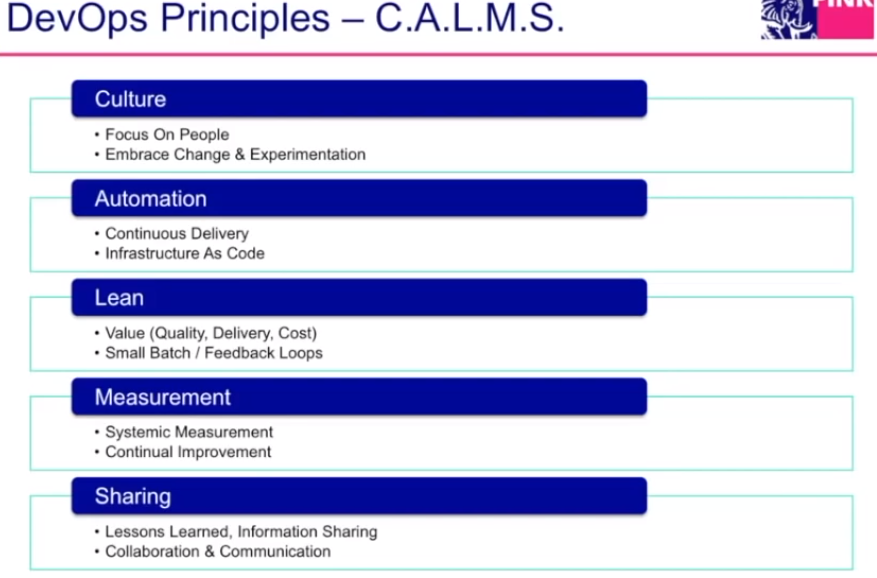 DevOps Principles – C.A.L.M.S.
PINK
Culture
• Focus On People
• Embrace Change & Experimentation
Automation
• Continuous Delivery
• Infrastructure As Code
Lean
• Value (Quality, Delivery, Cost)
• Small Batch / Feedback Loops
Measurement
• Systemic Measurement
• Continual Improvement
Sharing
• Lessons Learned, Information Sharing
• Collaboration & Communication